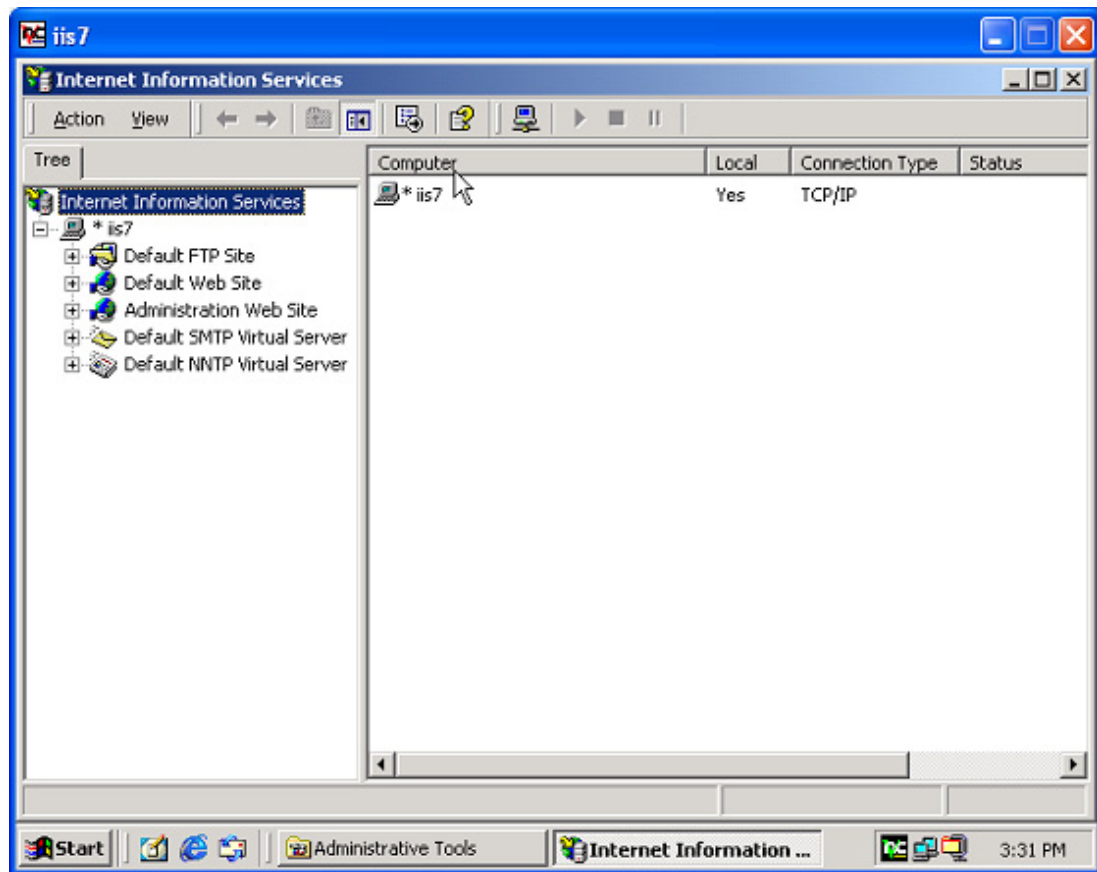 iis7
Internet Information Services
Action View
Tree
Computer Local Connection Type Status
Internet Information Services
* iis7 Yes TCP/IP
* iis7
Default FTP Site
Default Web Site
Administration Web Site
Default SMTP Virtual Server
Default NNTP Virtual Server
Start Administrative Tools Internet Information ... 3:31 PM